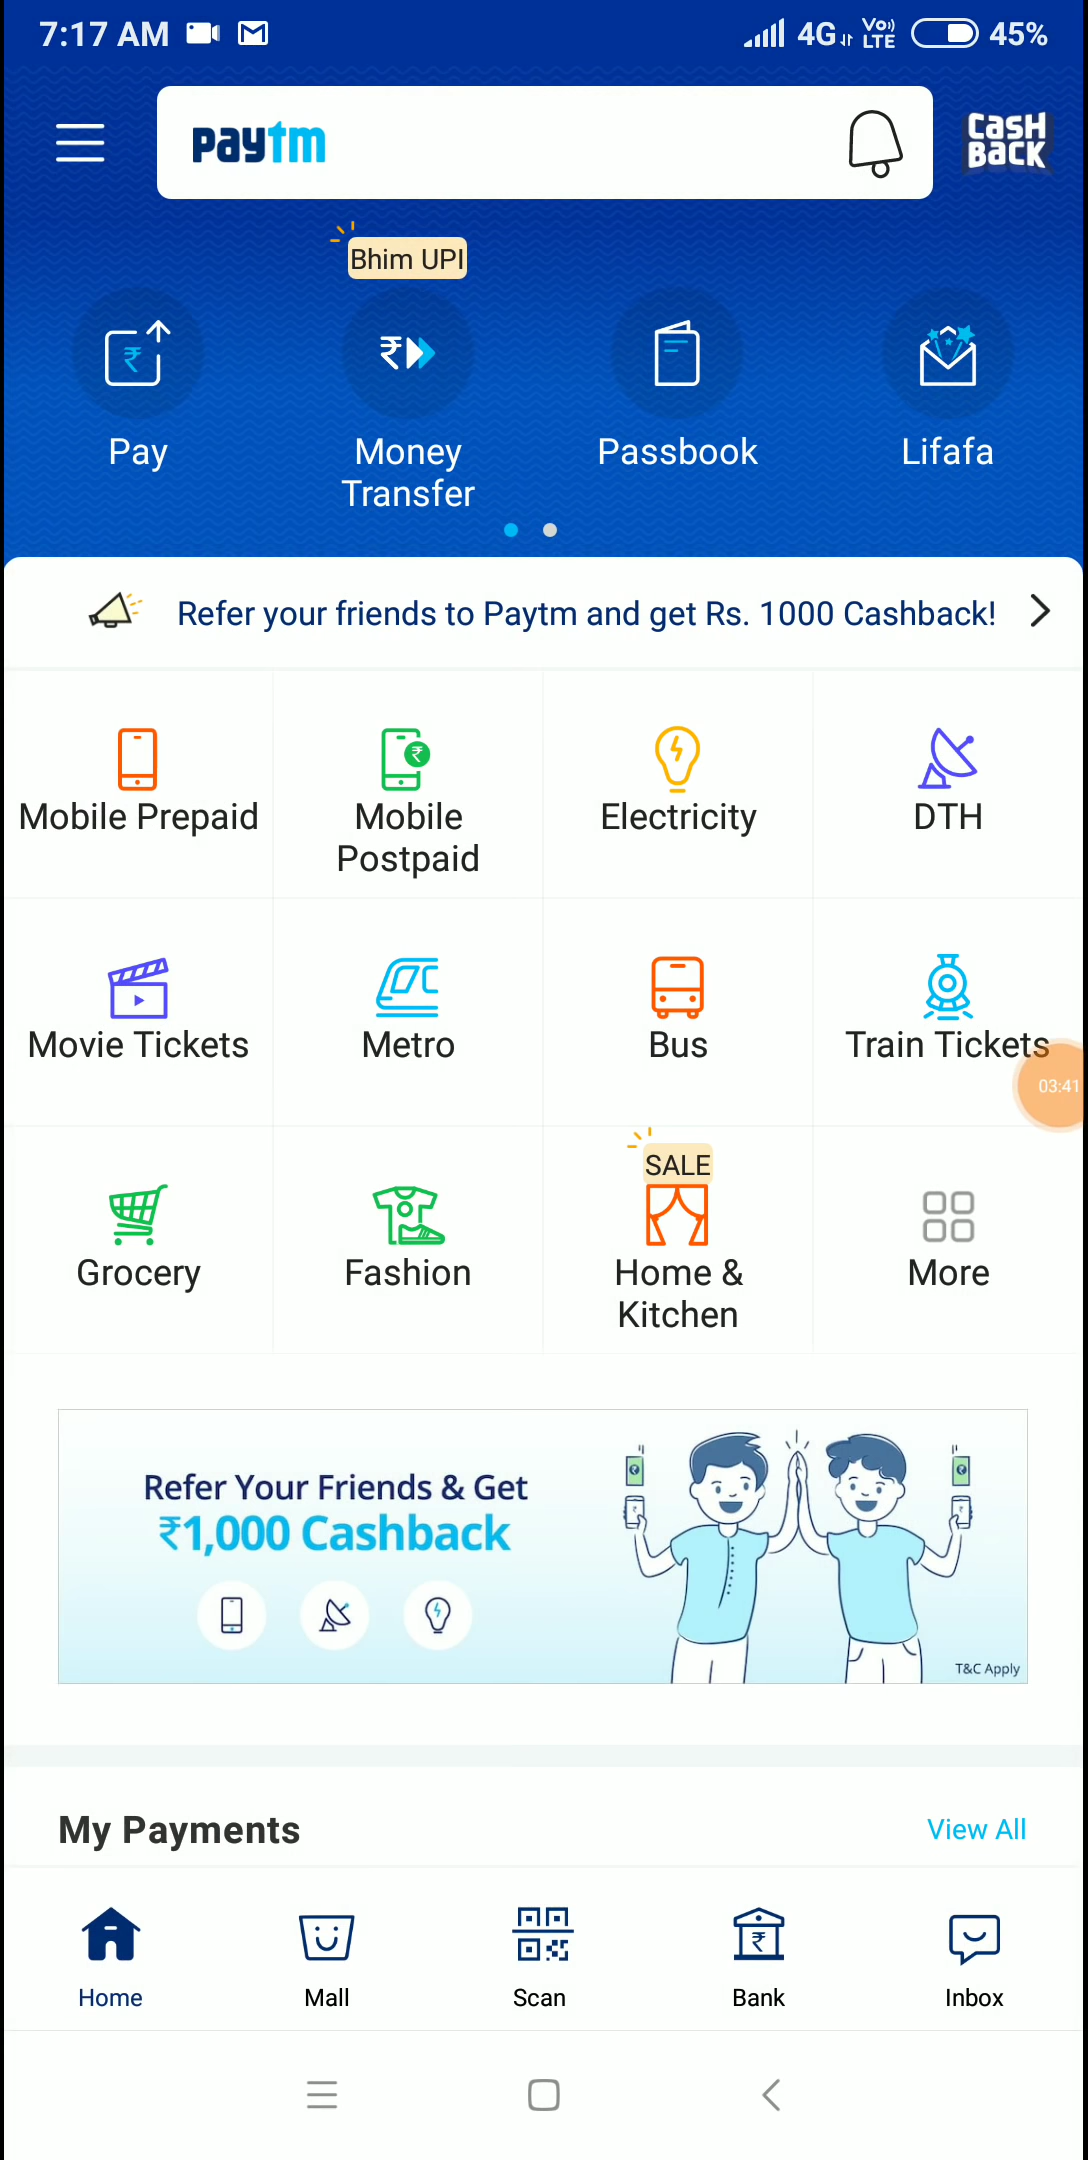 7:17 AM 4G Vo)) LTE 45%
paytm
CASH BACK
Bhim UPI
Pay
Money Transfer
Passbook
Lifafa
Refer your friends to Paytm and get Rs. 1000 Cashback!
Mobile Prepaid
Mobile Postpaid
Electricity
DTH
Movie Tickets
Metro
Bus
Train Tickets
03:41
Grocery
Fashion
SALE
Home & Kitchen
More
Refer Your Friends & Get
₹1,000 Cashback
T&C Apply
My Payments
View All
Home
Mall
Scan
Bank
Inbox